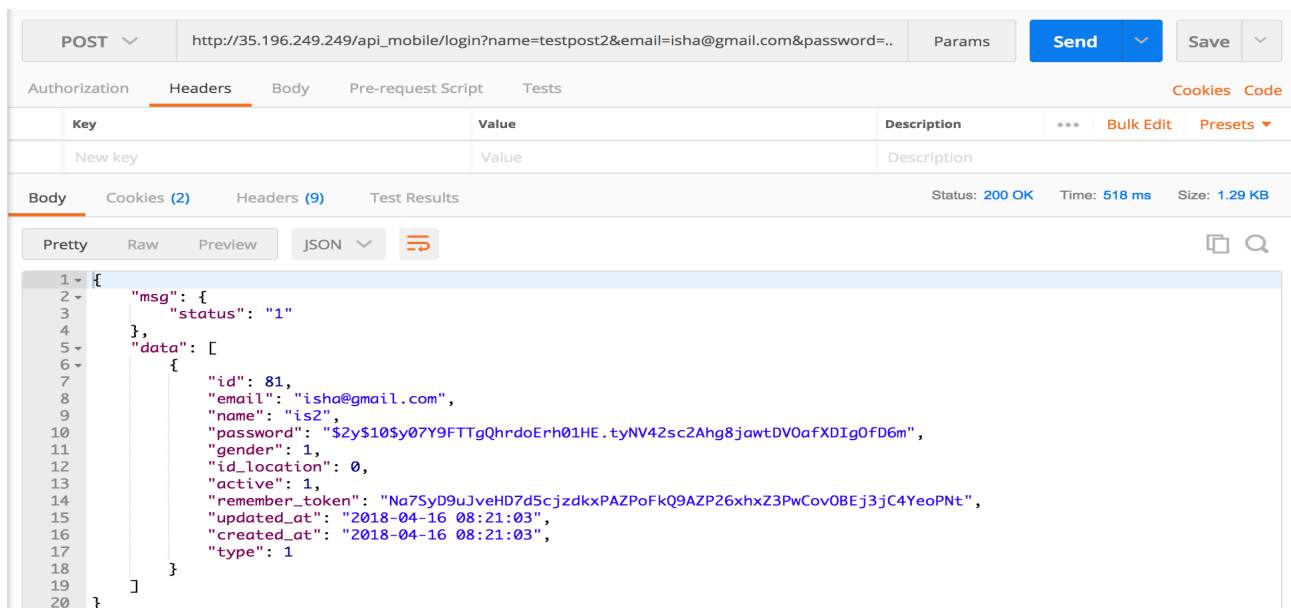 POST http://35.196.249.249/api_mobile/login?name=testpost2&email=isha@gmail.com&password=.. Params Send Save
Authorization Headers Body Pre-request Script Tests Cookies Code
Key Value Description ••• Bulk Edit Presets
New key Value Description
Body Cookies (2) Headers (9) Test Results Status: 200 OK Time: 518 ms Size: 1.29 KB
Pretty Raw Preview JSON
1 {
2 "msg": {
3 "status": "1"
4 },
5 "data": [
6 {
7 "id": 81,
8 "email": "isha@gmail.com",
9 "name": "is2",
10 "password": "$2y$10$y07Y9FTTgQhrdoErh01HE.tyNV42sc2Ahg8jawtDVOafXDIgOfD6m",
11 "gender": 1,
12 "id_location": 0,
13 "active": 1,
14 "remember_token": "Na7SyD9uJveHD7d5cjzdkxPAZPoFkQ9AZP26xhxZ3PwCovOBEj3jC4YeoPNt",
15 "updated_at": "2018-04-16 08:21:03",
16 "created_at": "2018-04-16 08:21:03",
17 "type": 1
18 }
19 ]
20 }